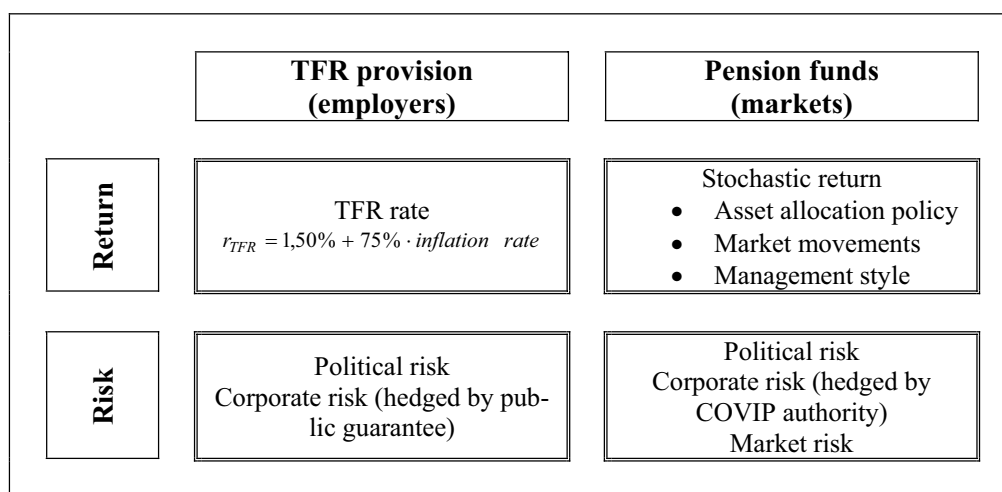 TFR provision
(employers)
Pension funds
(markets)
Return
TFR rate
r_TFR = 1,50% + 75% · inflation rate
Stochastic return
• Asset allocation policy
• Market movements
• Management style
Risk
Political risk
Corporate risk (hedged by pub-
lic guarantee)
Political risk
Corporate risk (hedged by
COVIP authority)
Market risk